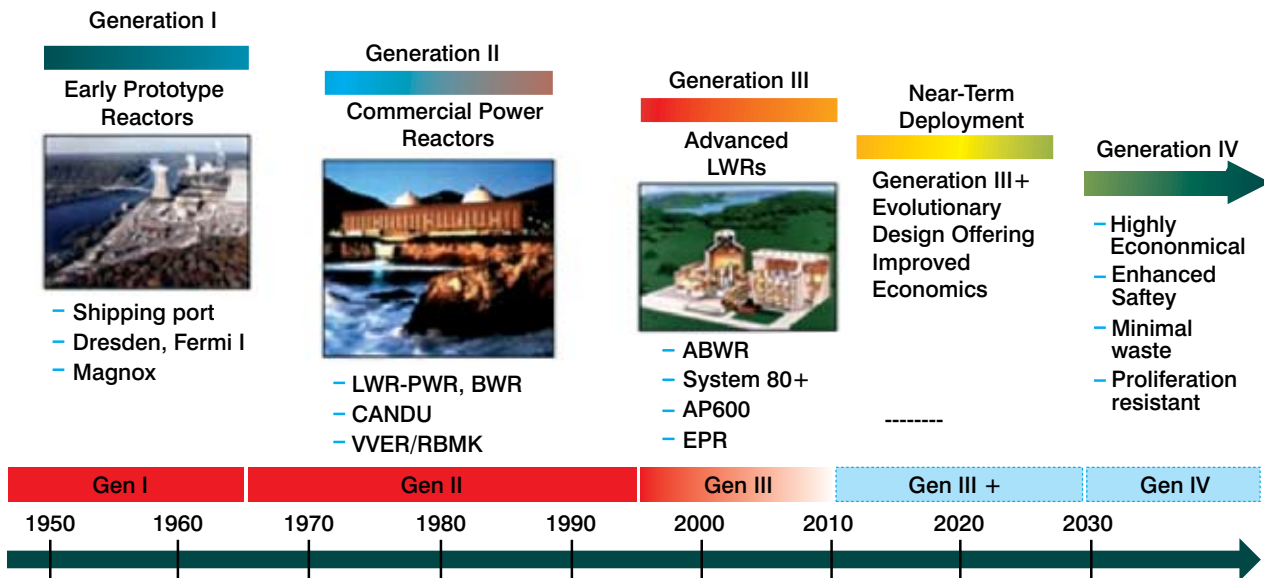 Generation I
Early Prototype
Reactors
– Shipping port
– Dresden, Fermi I
– Magnox
Generation II
Commercial Power
Reactors
– LWR-PWR, BWR
– CANDU
– VVER/RBMK
Generation III
Advanced
LWRs
– ABWR
– System 80+
– AP600
– EPR
Near-Term
Deployment
Generation III+
Evolutionary
Design Offering
Improved
Economics
--------
Generation IV
– Highly
Econonmical
– Enhanced
Saftey
– Minimal
waste
– Proliferation
resistant
Gen I
Gen II
Gen III
Gen III +
Gen IV
1950
1960
1970
1980
1990
2000
2010
2020
2030